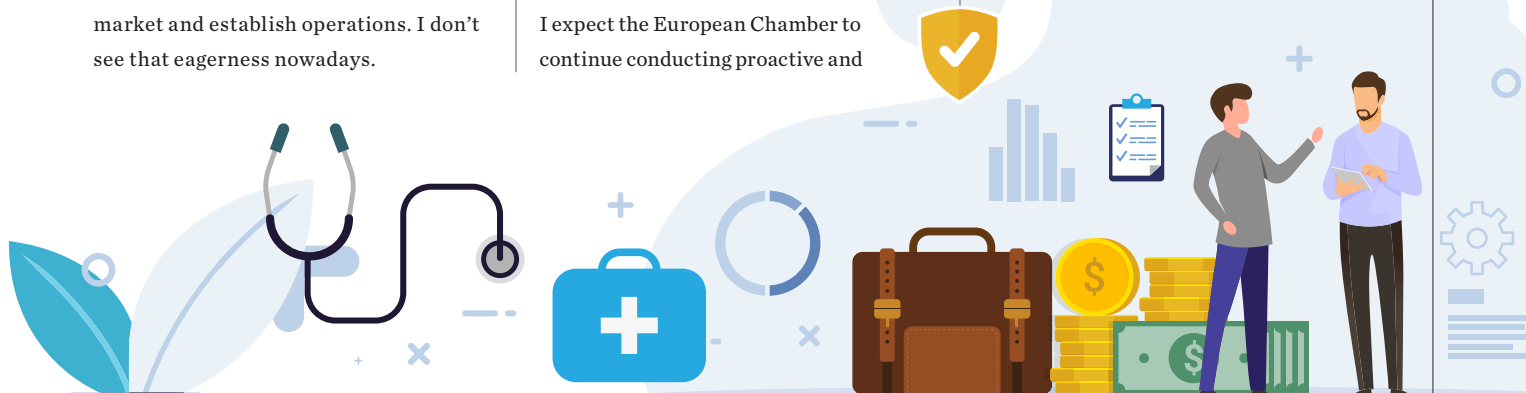 market and establish operations. I don’t
see that eagerness nowadays.
I expect the European Chamber to
continue conducting proactive and
$
$